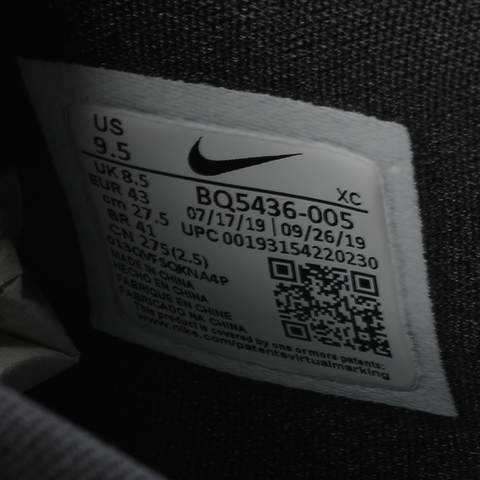 US
9.5
XC
UK 8.5
EUR 43
cm 27.5
BR 41
CN 275(2.5)
BQ5436-005
07/17/19 | 09/26/19
UPC 00193154220230
013QVFSQXNA4P
MADE IN CHINA
HECHO EN CHINA
FABRIQUE EN CHINE
FABRICADO NA CHINA
This product is covered by one or more patents:
www.nike.com/patentsvirtualmarking